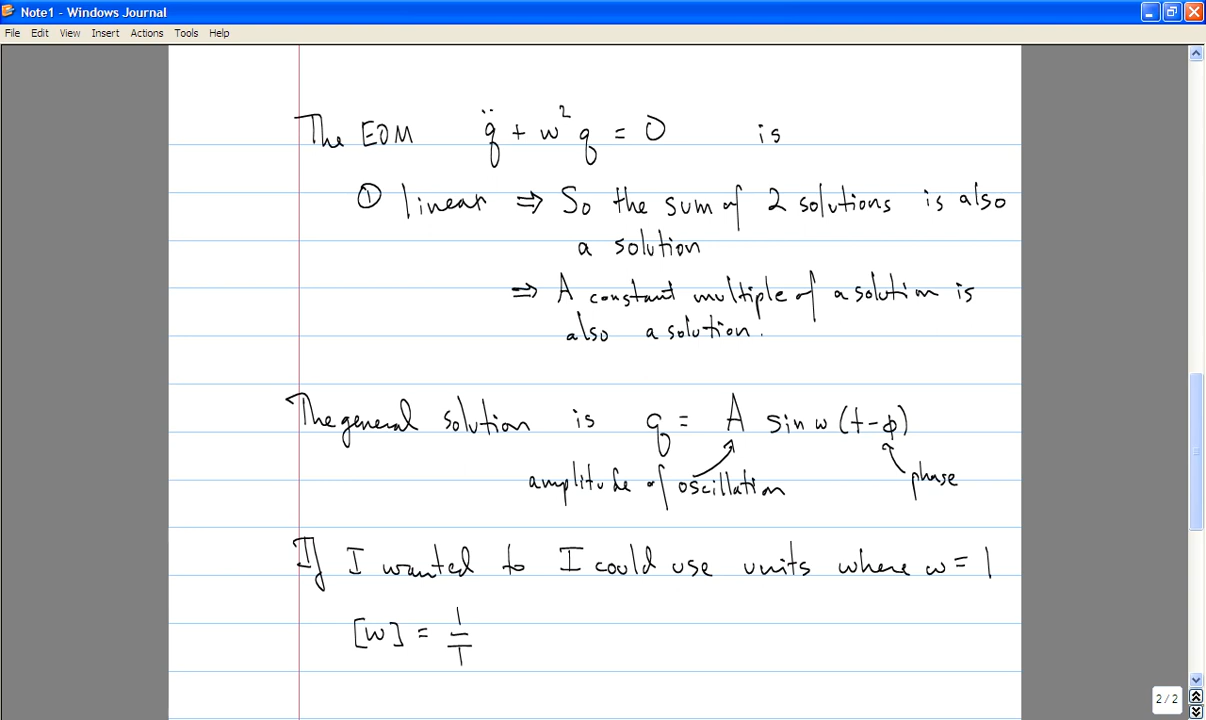 Note1 - Windows Journal
File Edit View Insert Actions Tools Help
The EOM q̈ + w² q = 0 is
① linear ⇒ So the sum of 2 solutions is also
a solution
⇒ A constant multiple of a solution is
also a solution.
The general solution is q = A sin w (t-φ)
amplitude of oscillation phase
If I wanted to I could use units where w = 1
[w] = 1/T
2 / 2